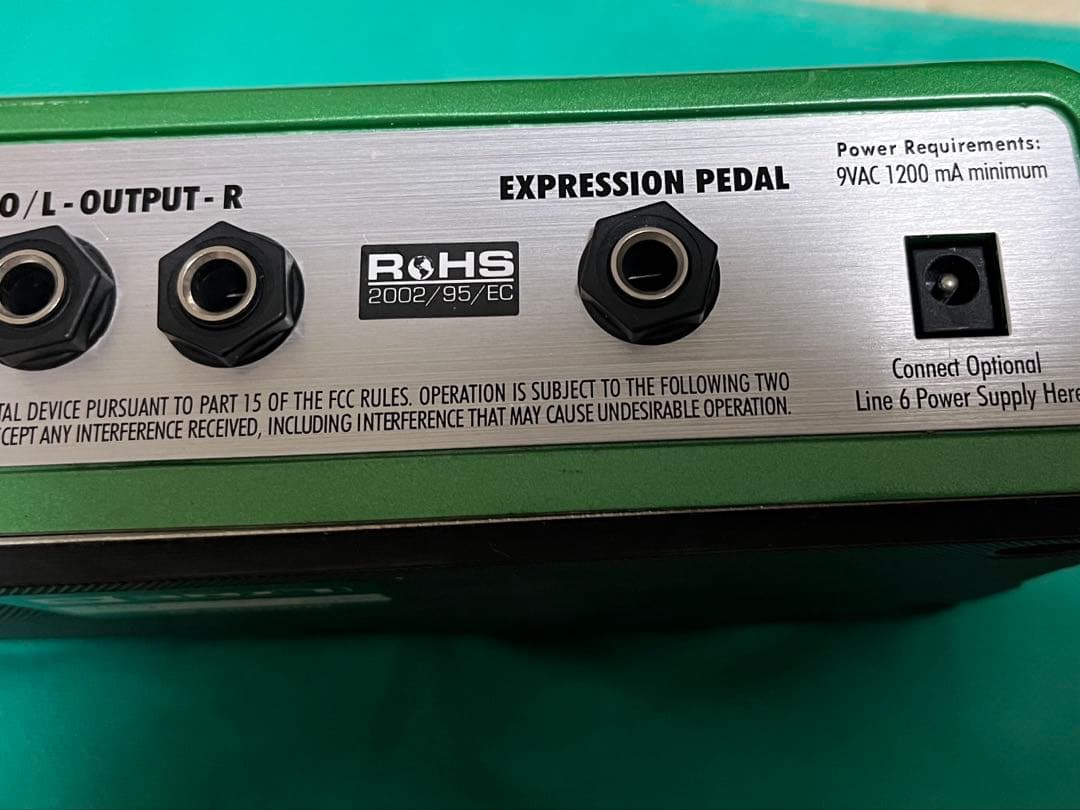 Power Requirements:
9VAC 1200 mA minimum
O/L - OUTPUT - R
EXPRESSION PEDAL
ROHS
2002/95/EC
Connect Optional
Line 6 Power Supply Here
TAL DEVICE PURSUANT TO PART 15 OF THE FCC RULES. OPERATION IS SUBJECT TO THE FOLLOWING TWO
CEPT ANY INTERFERENCE RECEIVED, INCLUDING INTERFERENCE THAT MAY CAUSE UNDESIRABLE OPERATION.